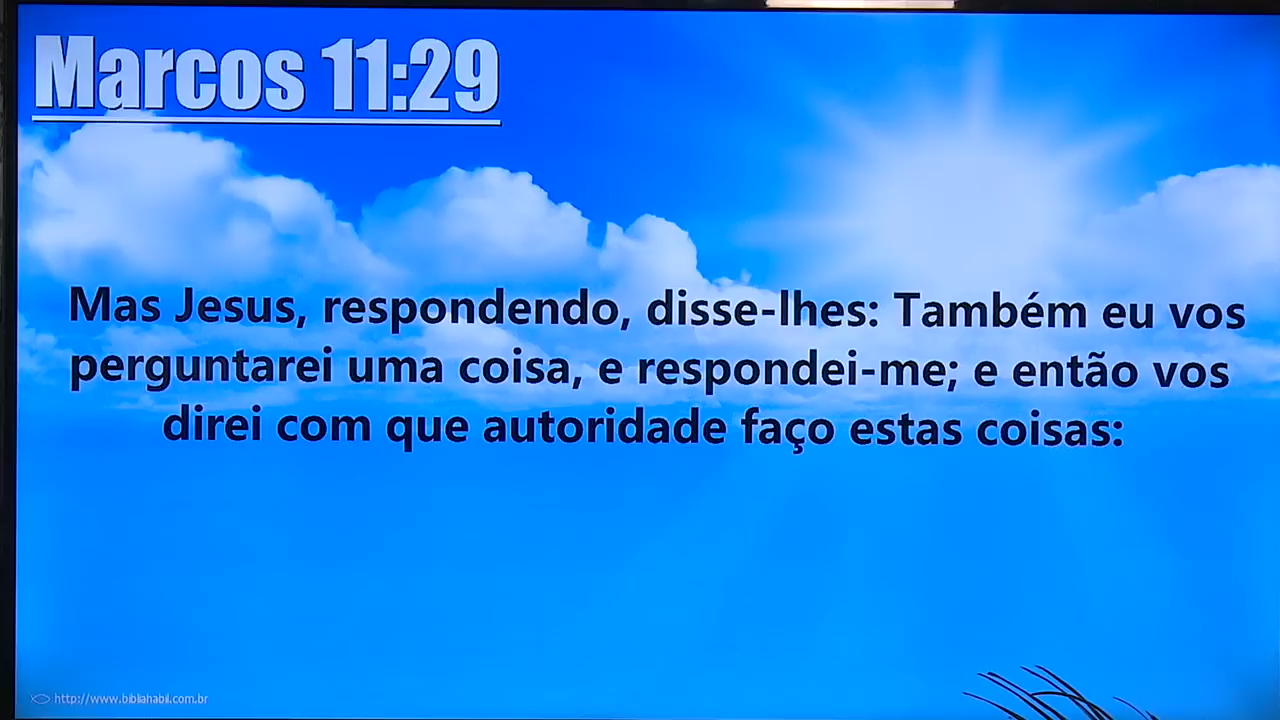 Marcos 11:29
Mas Jesus, respondendo, disse-lhes: Também eu vos
perguntarei uma coisa, e respondei-me; e então vos
direi com que autoridade faço estas coisas:
http://www.bibliahabil.com.br